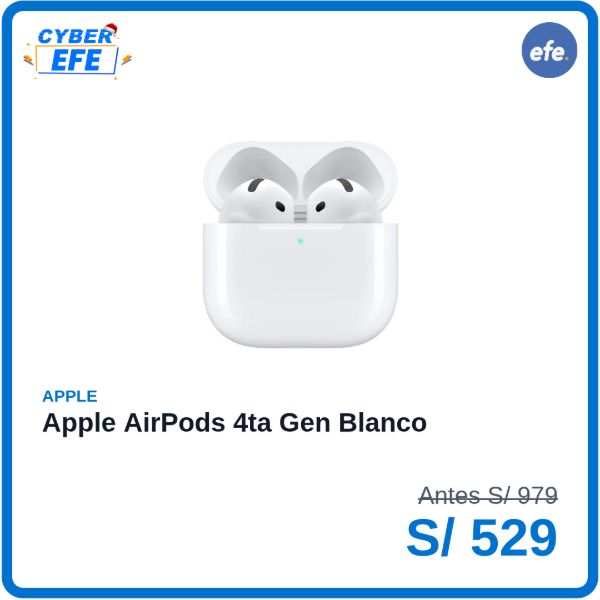 CYBER
EFE
efe.
APPLE
Apple AirPods 4ta Gen Blanco
Antes S/ 979
S/ 529